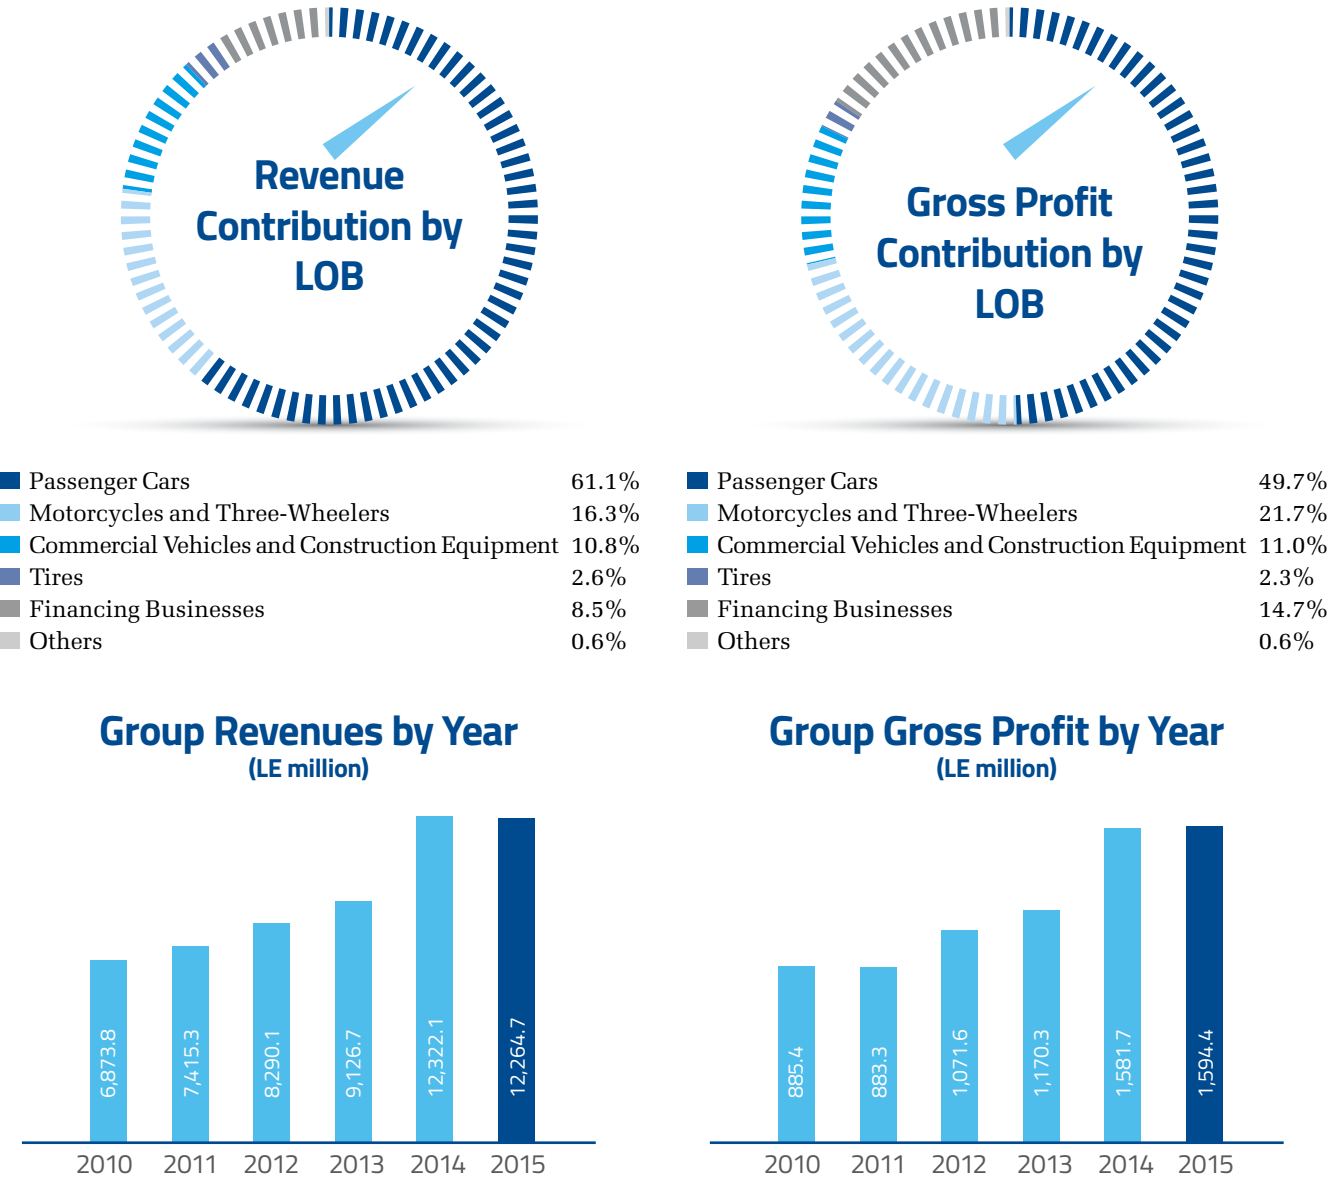 Revenue
Contribution by
LOB
Passenger Cars 61.1%
Motorcycles and Three-Wheelers 16.3%
Commercial Vehicles and Construction Equipment 10.8%
Tires 2.6%
Financing Businesses 8.5%
Others 0.6%
Gross Profit
Contribution by
LOB
Passenger Cars 49.7%
Motorcycles and Three-Wheelers 21.7%
Commercial Vehicles and Construction Equipment 11.0%
Tires 2.3%
Financing Businesses 14.7%
Others 0.6%
Group Revenues by Year
(LE million)
6,873.8 7,415.3 8,290.1 9,126.7 12,322.1 12,264.7
2010 2011 2012 2013 2014 2015
Group Gross Profit by Year
(LE million)
885.4 883.3 1,071.6 1,170.3 1,581.7 1,594.4
2010 2011 2012 2013 2014 2015